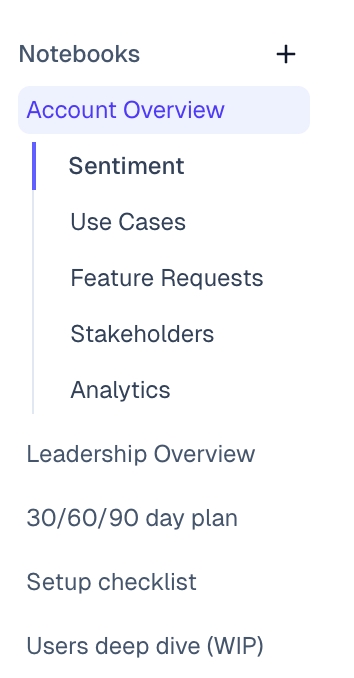 Notebooks
Account Overview
Sentiment
Use Cases
Feature Requests
Stakeholders
Analytics
Leadership Overview
30/60/90 day plan
Setup checklist
Users deep dive (WIP)